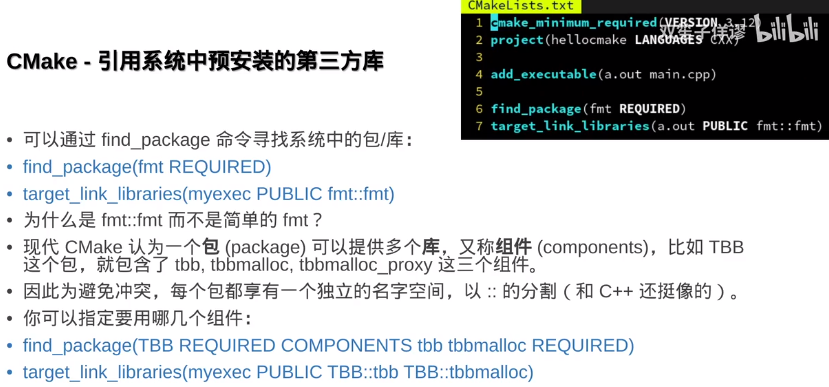 CMakeLists.txt
1 cmake_minimum_required(VERSION 3.12)
2 project(hellocmake LANGUAGES CXX)
3
4 add_executable(a.out main.cpp)
5
6 find_package(fmt REQUIRED)
7 target_link_libraries(a.out PUBLIC fmt::fmt)
双笙子佯谬 bilibili
CMake - 引用系统中预安装的第三方库
• 可以通过 find_package 命令寻找系统中的包/库：
• find_package(fmt REQUIRED)
• target_link_libraries(myexec PUBLIC fmt::fmt)
• 为什么是 fmt::fmt 而不是简单的 fmt？
• 现代 CMake 认为一个包 (package) 可以提供多个库，又称组件 (components)，比如 TBB
这个包，就包含了 tbb, tbbmalloc, tbbmalloc_proxy 这三个组件。
• 因此为避免冲突，每个包都享有一个独立的名字空间，以 :: 的分割（和 C++ 还挺像的）。
• 你可以指定要用哪几个组件：
• find_package(TBB REQUIRED COMPONENTS tbb tbbmalloc REQUIRED)
• target_link_libraries(myexec PUBLIC TBB::tbb TBB::tbbmalloc)